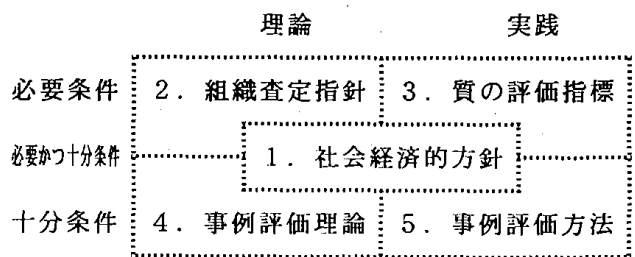 理論 実践
必要条件 2．組織査定指針 3．質の評価指標
必要かつ十分条件 1．社会経済的方針
十分条件 4．事例評価理論 5．事例評価方法